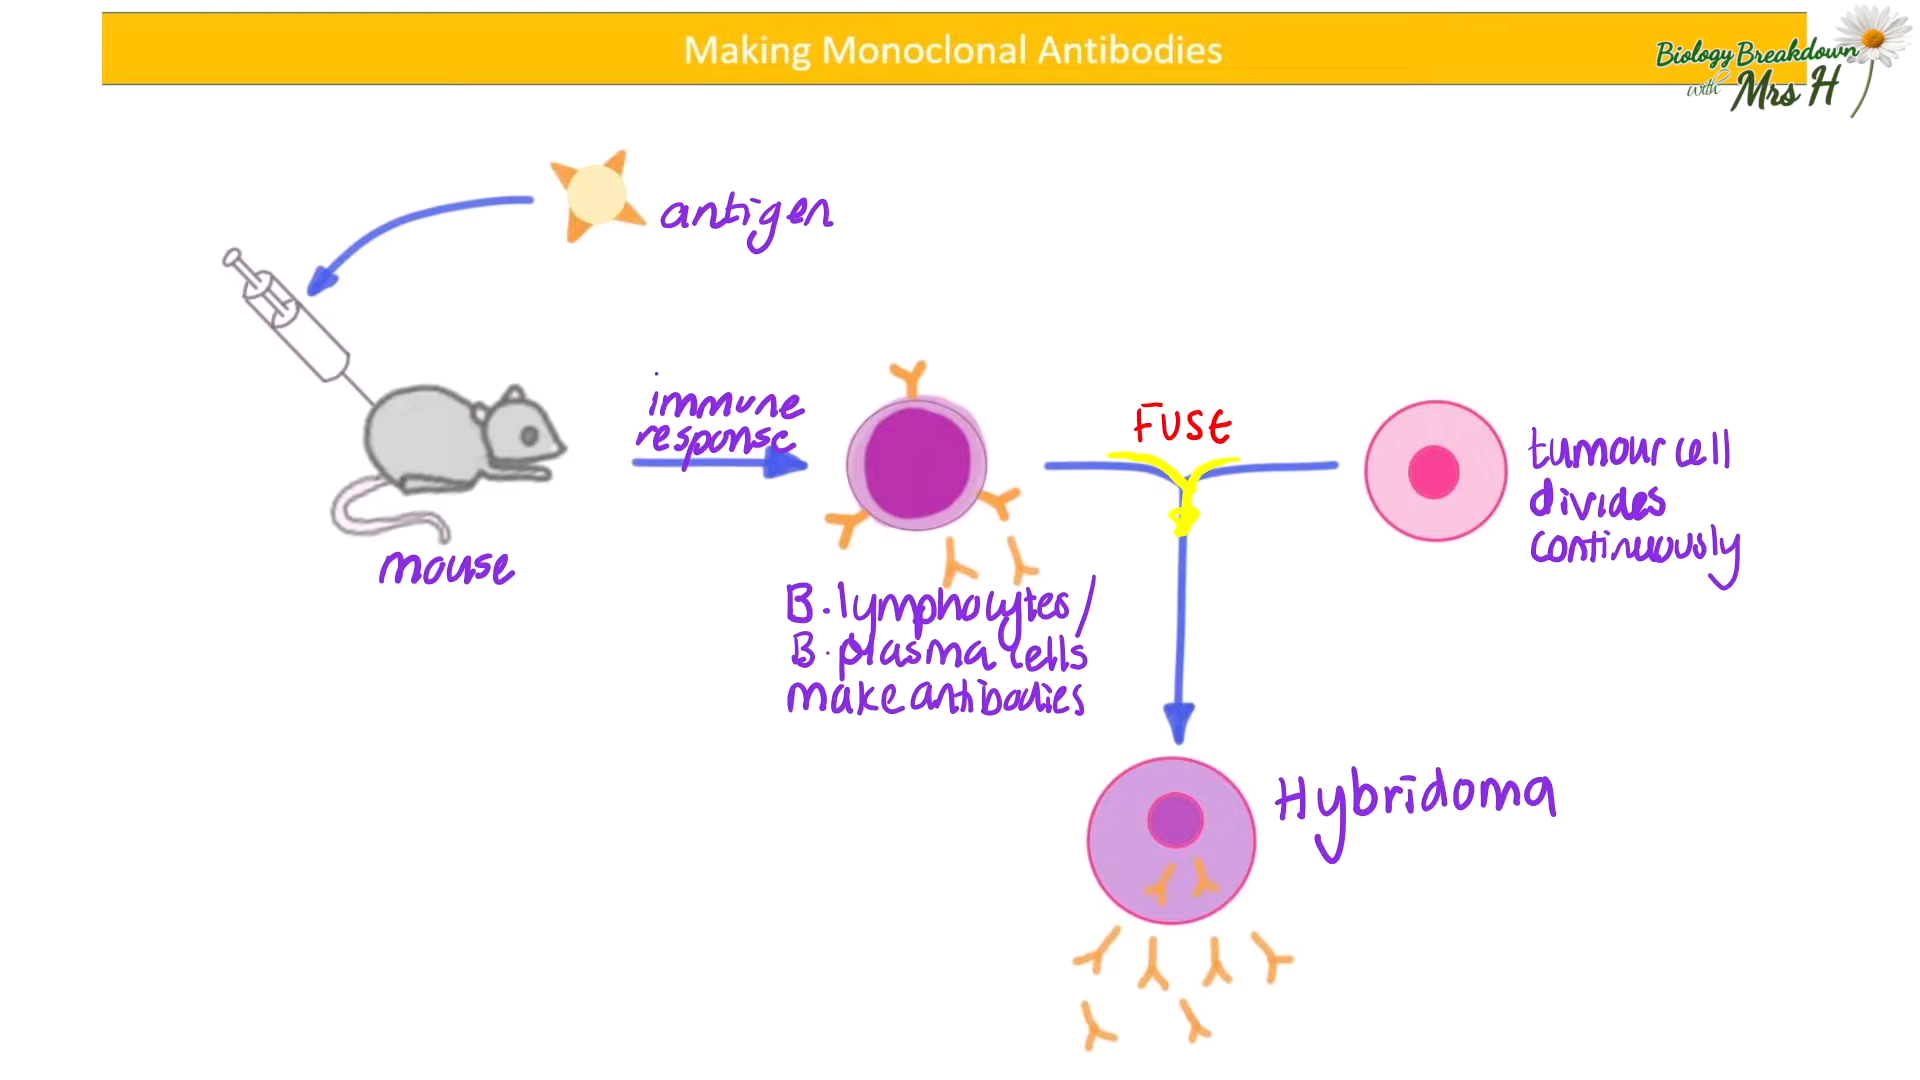 Making Monoclonal Antibodies
Biology Breakdown
with Mrs H
antigen
immune
response
FUSE
tumour cell
divides
continuously
mouse
B.lymphocytes/
B.plasma cells
make antibodies
Hybridoma